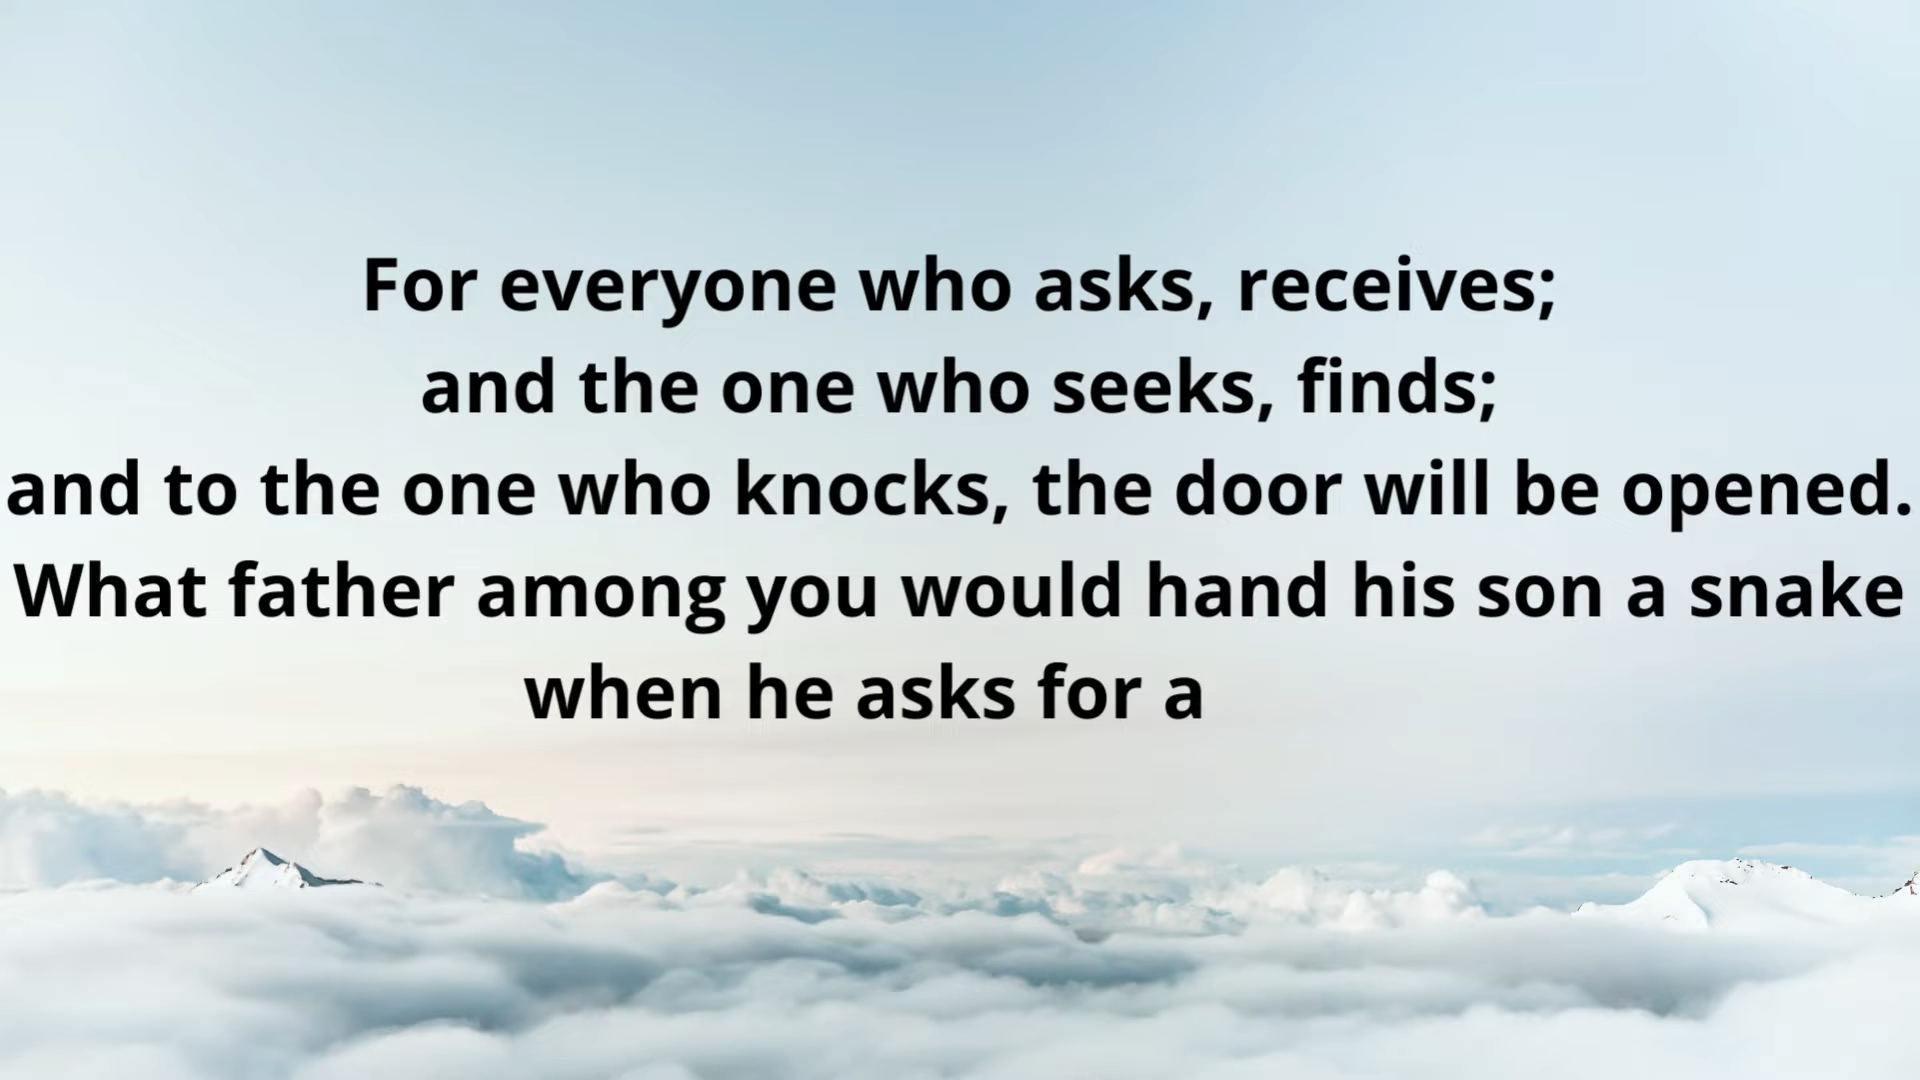 For everyone who asks, receives;
and the one who seeks, finds;
and to the one who knocks, the door will be opened.
What father among you would hand his son a snake
when he asks for a